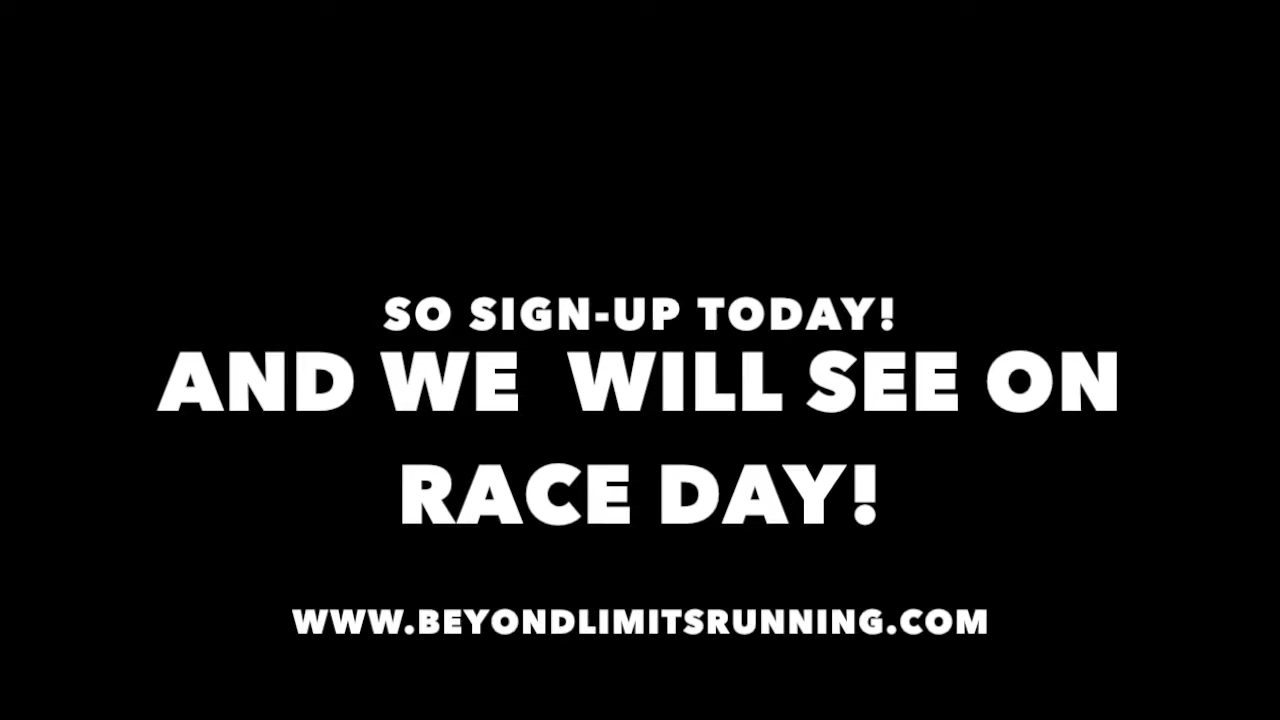 SO SIGN-UP TODAY!
AND WE  WILL SEE ON
RACE DAY!
WWW.BEYONDLIMITSRUNNING.COM